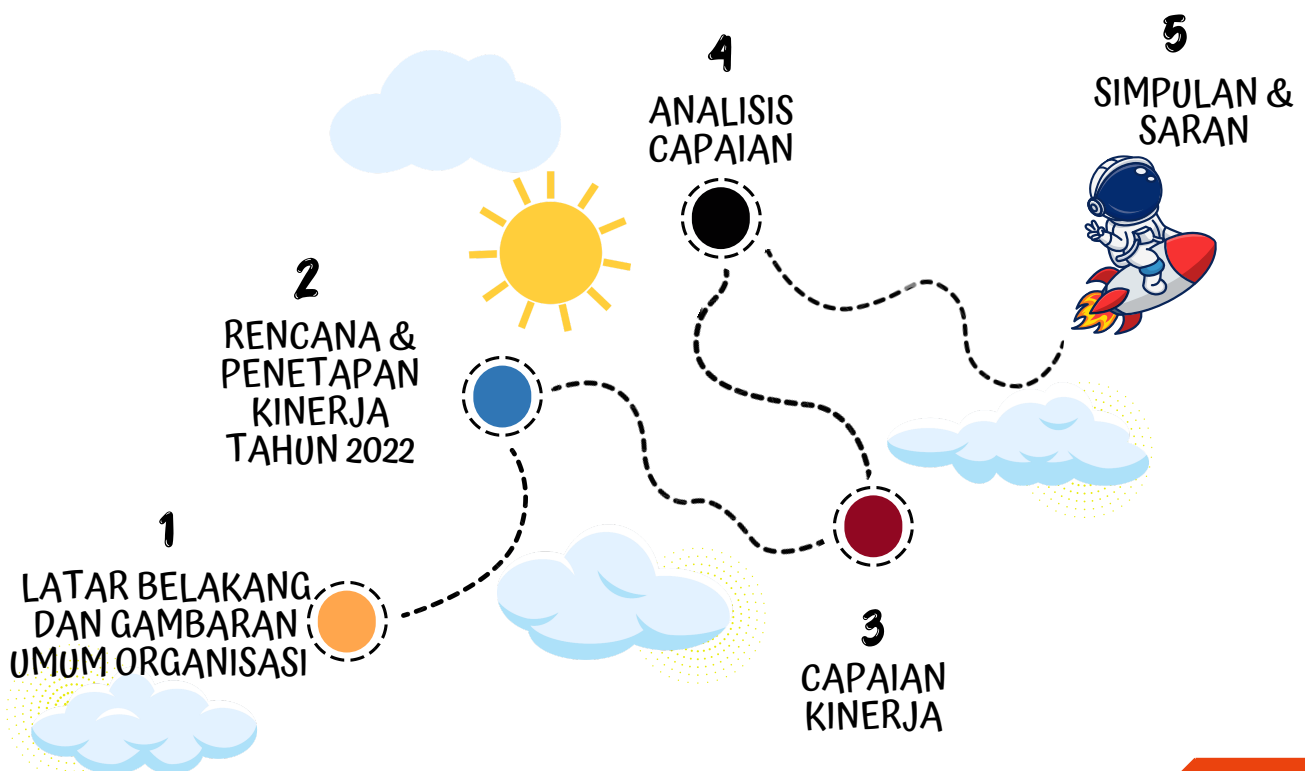 1
LATAR BELAKANG
DAN GAMBARAN
UMUM ORGANISASI
2
RENCANA &
PENETAPAN
KINERJA
TAHUN 2022
3
CAPAIAN
KINERJA
4
ANALISIS
CAPAIAN
5
SIMPULAN &
SARAN